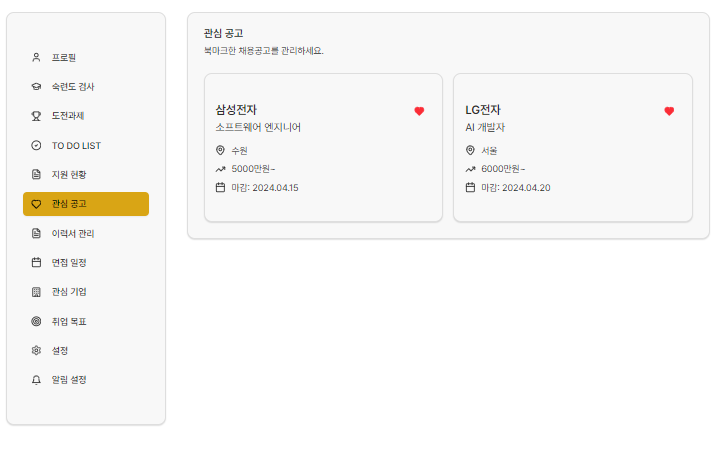 프로필
숙련도 검사
도전과제
TO DO LIST
지원 현황
관심 공고
이력서 관리
면접 일정
관심 기업
취업 목표
설정
알림 설정
관심 공고
북마크한 채용공고를 관리하세요.
삼성전자
소프트웨어 엔지니어
수원
5000만원~
마감: 2024.04.15
LG전자
AI 개발자
서울
6000만원~
마감: 2024.04.20